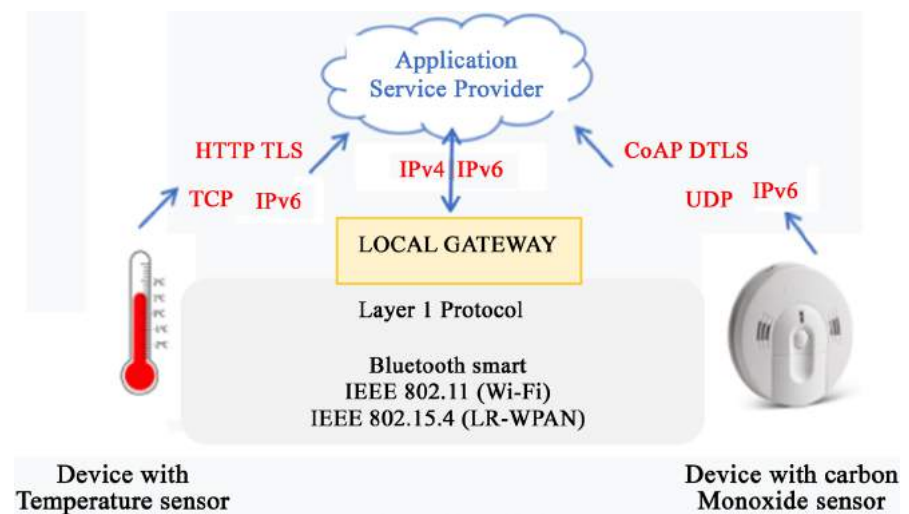 Application
Service Provider
HTTP TLS
TCP IPv6
IPv4 IPv6
CoAP DTLS
UDP IPv6
LOCAL GATEWAY
Layer 1 Protocol
Bluetooth smart
IEEE 802.11 (Wi-Fi)
IEEE 802.15.4 (LR-WPAN)
Device with
Temperature sensor
Device with carbon
Monoxide sensor